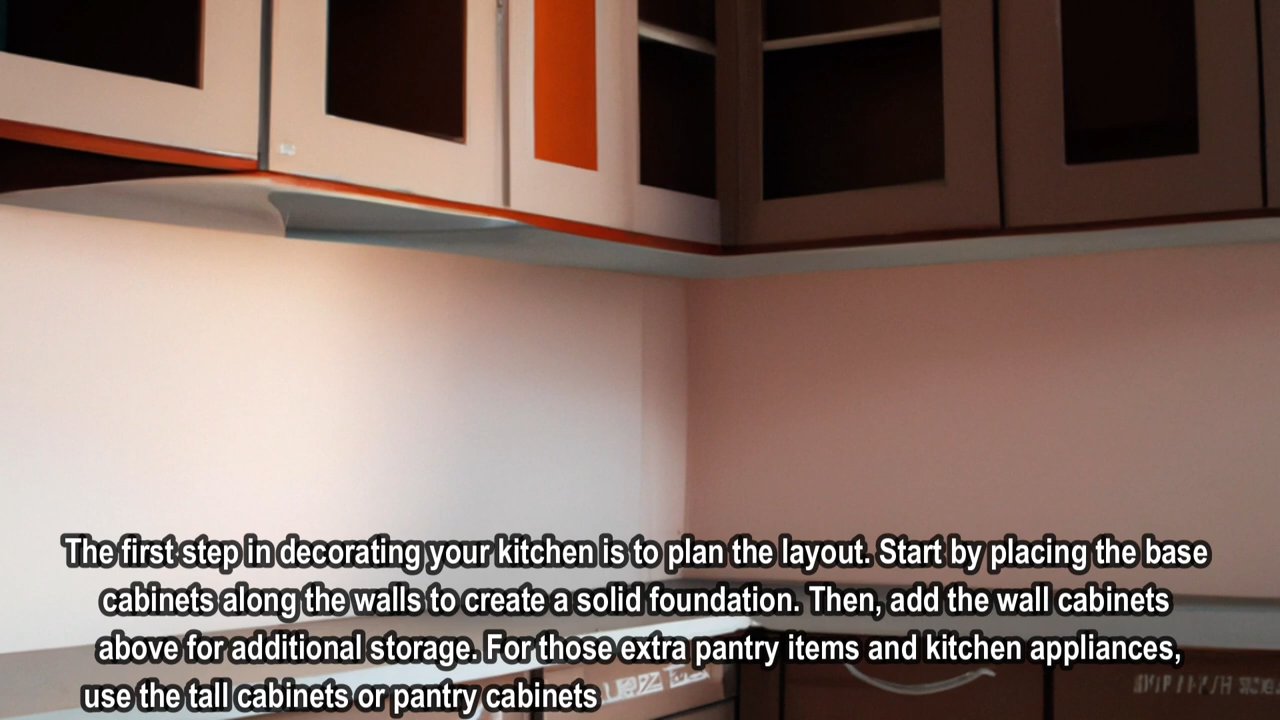 The first step in decorating your kitchen is to plan the layout. Start by placing the base
cabinets along the walls to create a solid foundation. Then, add the wall cabinets
above for additional storage. For those extra pantry items and kitchen appliances,
use the tall cabinets or pantry cabinets